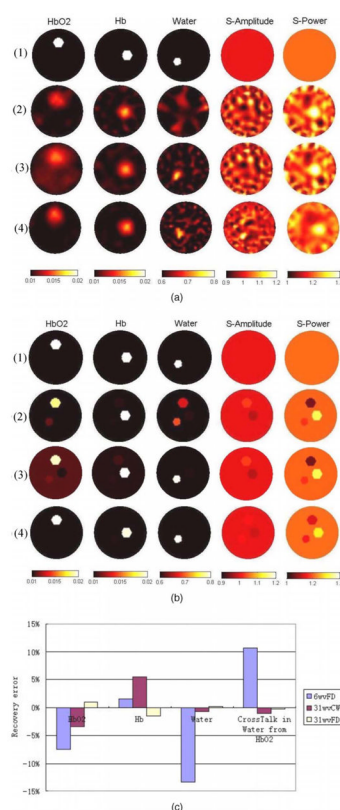 HbO2 Hb Water S-Amplitude S-Power
(1)
(2)
(3)
(4)
0.01 0.015 0.02 0.01 0.015 0.02 0.6 0.7 0.8 0.9 1 1.1 1.2 1 1.1 1.2
(a)
HbO2 Hb Water S-Amplitude S-Power
(1)
(2)
(3)
(4)
0.01 0.015 0.02 0.01 0.015 0.02 0.6 0.7 0.8 0.9 1 1.1 1.2 1 1.1 1.2
(b)
15%
10%
5%
0%
-5%
-10%
-15%
Recovery error
HbO2 Hb Water CrossTalk in
Water from
HbO2
6wvFD
31wvCW
31wvFD
(c)